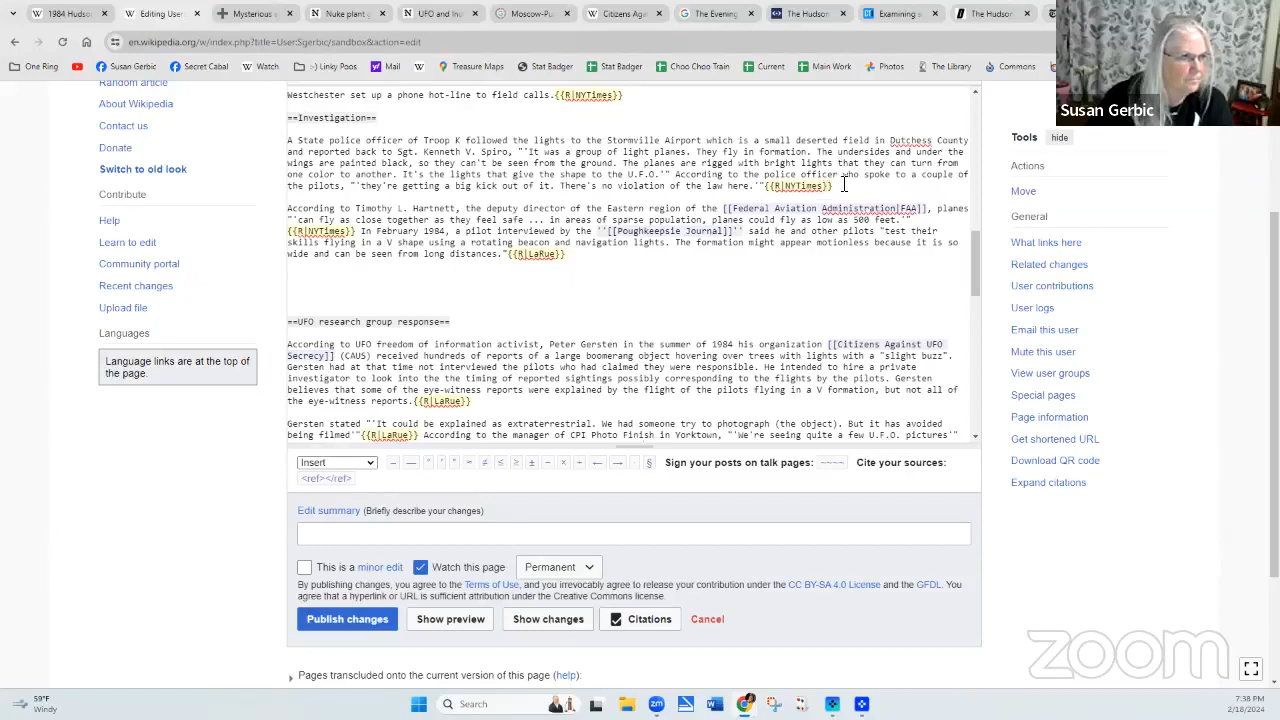 1984 Hudson
Editing User
Mysterious
Nuke plant
UFO and Inc
Moscow-Pu
Citizens Aga
The Evening
The Hudson
Examining s
The Hudson
en.wikipedia.org/w/index.php?title=User:Sgerbic/sandbox&action=edit
One Ring
Susan Gerbic
Secret Cabal
Watch
:-) Linky Pooo
Mail
Treasure Maps
Stat Badger
Stat Badger
Choo Choo Train
Current
Main Work
Photos
The Library
Commons
Susan Gerbic
Random article
About Wikipedia
Contact us
Donate
Switch to old look
Contribute
Help
Learn to edit
Community portal
Recent changes
Upload file
Languages
Language links are at the top of
the page.
Westchester set up a phone hot-line to field calls.{{R|NYTimes}}
==Investigation==
A State police officer of Troop K followed the lights to the Stormville Airport which is a small deserted field in Dutchess County
and reported back to Sgt. Kenneth V. Spiro, "'It was a group of light planes. They fly in formation. The undersides and under the
wings are painted black, so they can't be seen from the ground. The planes are rigged with bright lights that they can turn from
one color to another. It's the lights that give the shape to the U.F.O.'" According to the police officer who spoke to a couple of
the pilots, "'they're getting a big kick out of it. There's no violation of the law here.'"{{R|NYTimes}}
According to Timothy L. Hartnett, the deputy director of the Eastern region of the [[Federal Aviation Administration|FAA]], planes
"'can fly as close together as they feel safe ... in areas of sparse population, planes could fly as low as 500 feet.'"
{{R|NYTimes}} In February 1984, a pilot interviewed by the ''[[Poughkeepsie Journal]]'' said he and other pilots "test their
skills flying in a V shape using a rotating beacon and navigation lights. The formation might appear motionless because it is so
wide and can be seen from long distances."{{R|LaRue}}
==UFO research group response==
According to UFO freedom of information activist, Peter Gersten in the summer of 1984 his organization [[Citizens Against UFO
Secrecy]] (CAUS) received hundreds of reports of a large boomerang object hovering over trees with lights with a "slight buzz".
Gersten had at that time not interviewed the pilots who had claimed they were responsible. He intended to hire a private
investigator to look into the timing of reported sightings possibly corresponding to the flights by the pilots. Gersten
believes that some of the eye-witness reports were explained by the flight of the pilots flying in a V formation, but not all of
the eye-witness reports.{{R|LaRue}}
Gersten stated "'It could be explained as extraterrestrial. We had someone try to photograph (the object). But it has avoided
being filmed'"{{R|LaRue}} According to the manager of CPI Photo Finish in Yorktown, "'We're seeing quite a few U.F.O. pictures'"
Insert
– — ° ′ ″ ≈ ≠ ≤ ≥ ± − × ÷ ← → · §
Sign your posts on talk pages: ~~~~ Cite your sources:
<ref></ref>
Edit summary (Briefly describe your changes)
This is a minor edit
Watch this page
Permanent
By publishing changes, you agree to the Terms of Use, and you irrevocably agree to release your contribution under the CC BY-SA 4.0 License and the GFDL. You
agree that a hyperlink or URL is sufficient attribution under the Creative Commons license.
Publish changes
Show preview
Show changes
Citations
Cancel
Pages transcluded onto the current version of this page (help):
Tools hide
Actions
Move
General
What links here
Related changes
User contributions
User logs
Email this user
Mute this user
View user groups
Special pages
Page information
Get shortened URL
Download QR code
Expand citations
zoom
59°F
Windy
Search
7:38 PM
2/18/2024